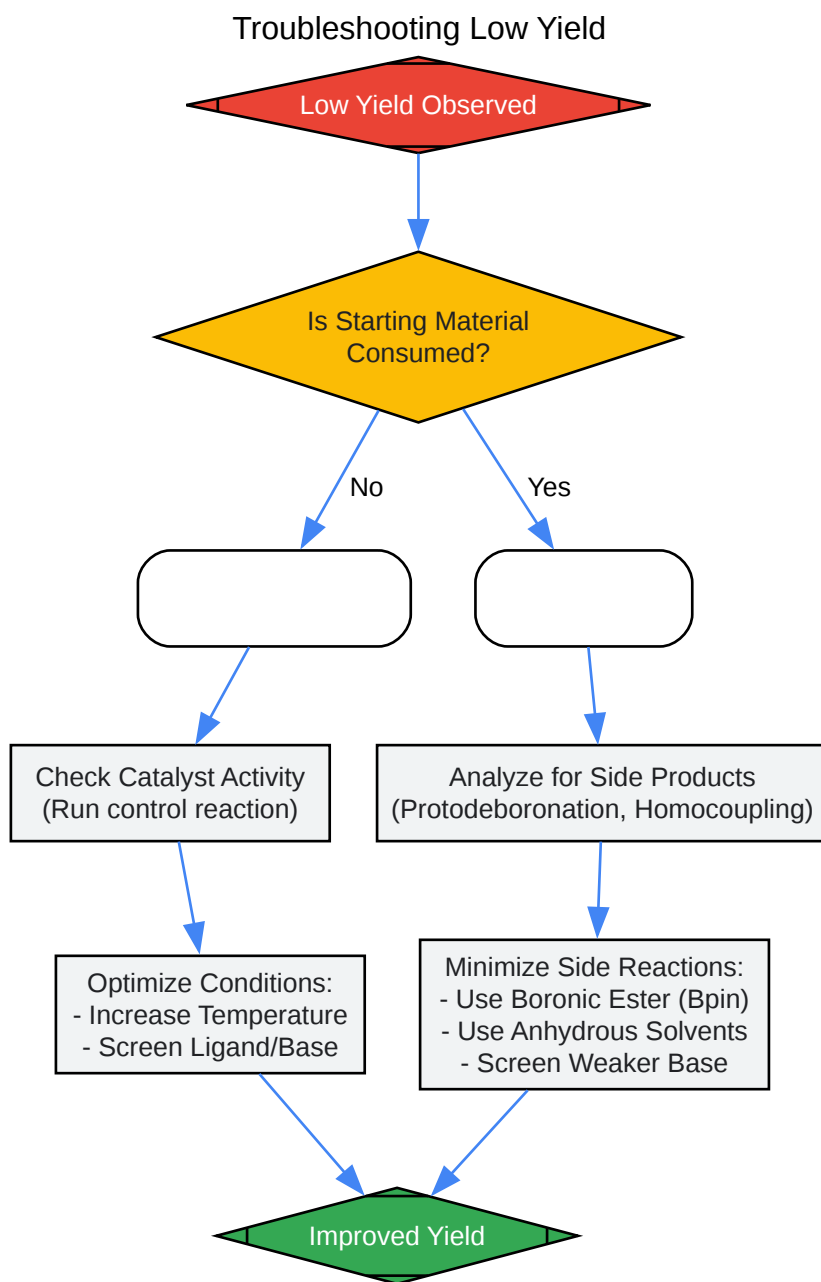 Troubleshooting Low Yield
Low Yield Observed
Is Starting Material
Consumed?
No
Yes
Check Catalyst Activity
(Run control reaction)
Analyze for Side Products
(Protodeboronation, Homocoupling)
Optimize Conditions:
- Increase Temperature
- Screen Ligand/Base
Minimize Side Reactions:
- Use Boronic Ester (Bpin)
- Use Anhydrous Solvents
- Screen Weaker Base
Improved Yield